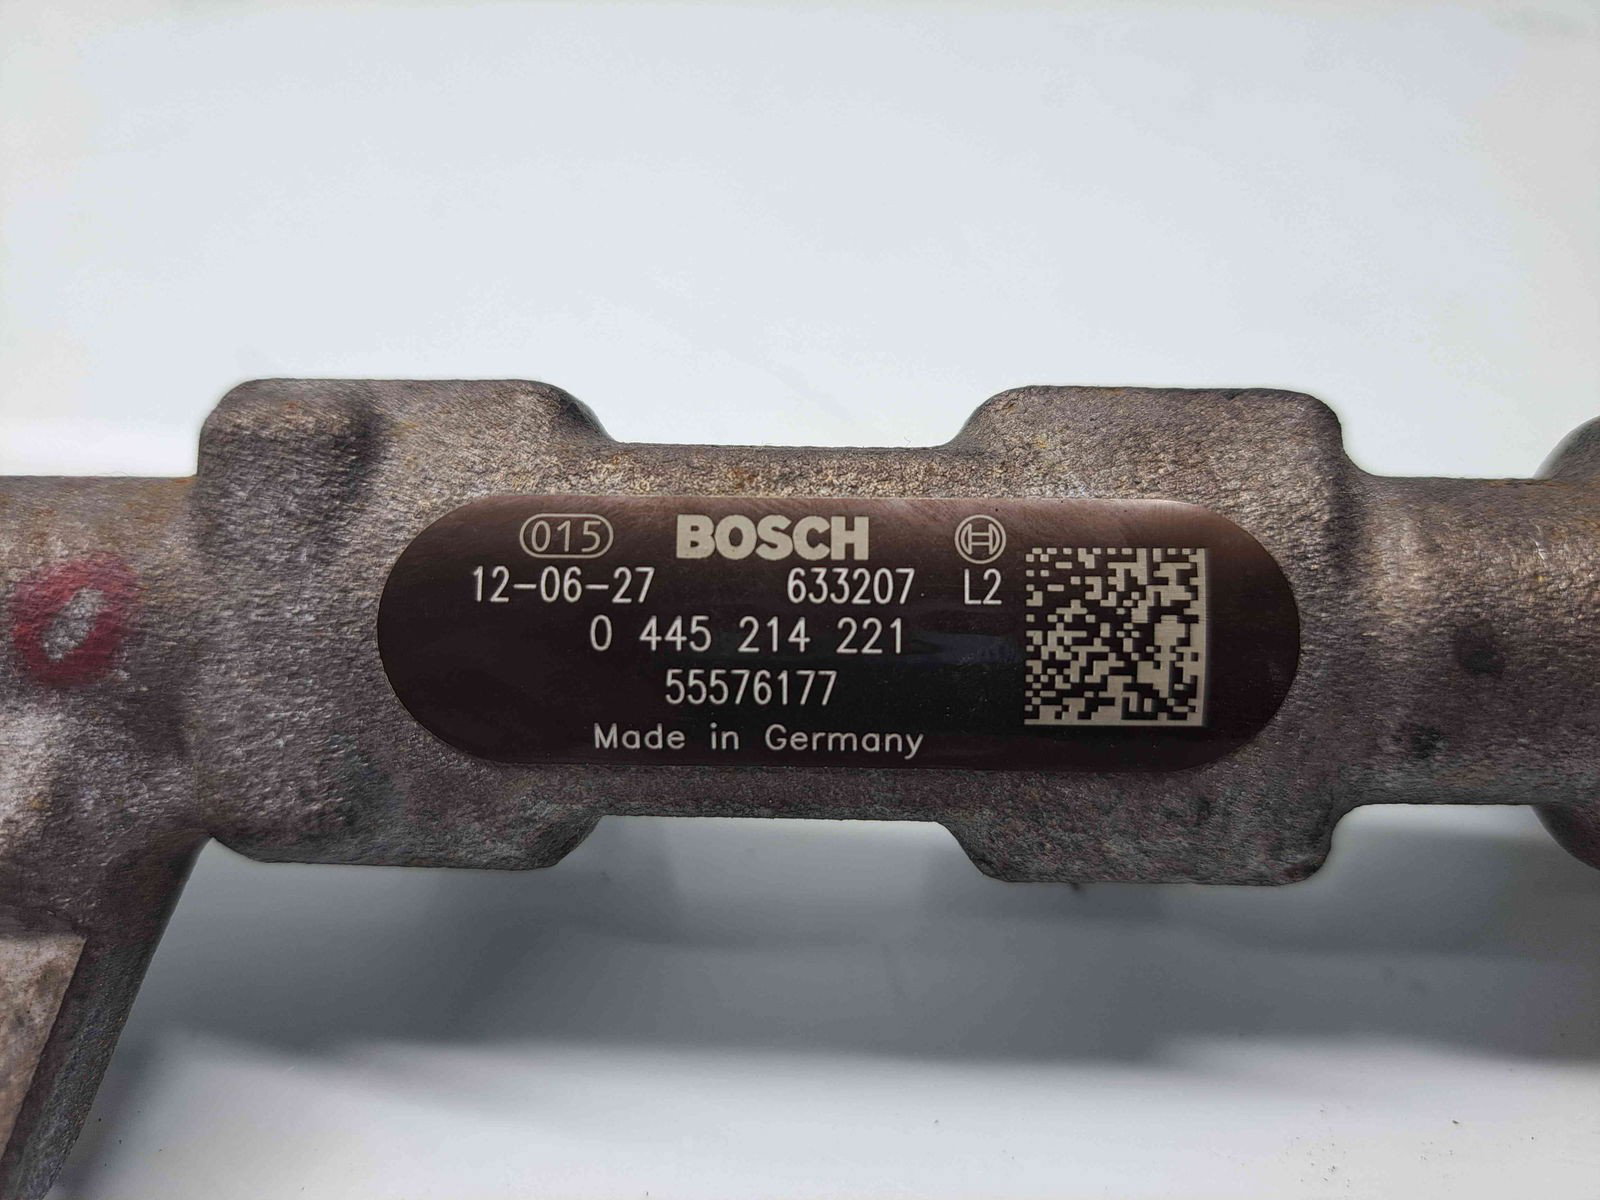 015 BOSCH
12-06-27 633207 L2
0 445 214 221
55576177
Made in Germany